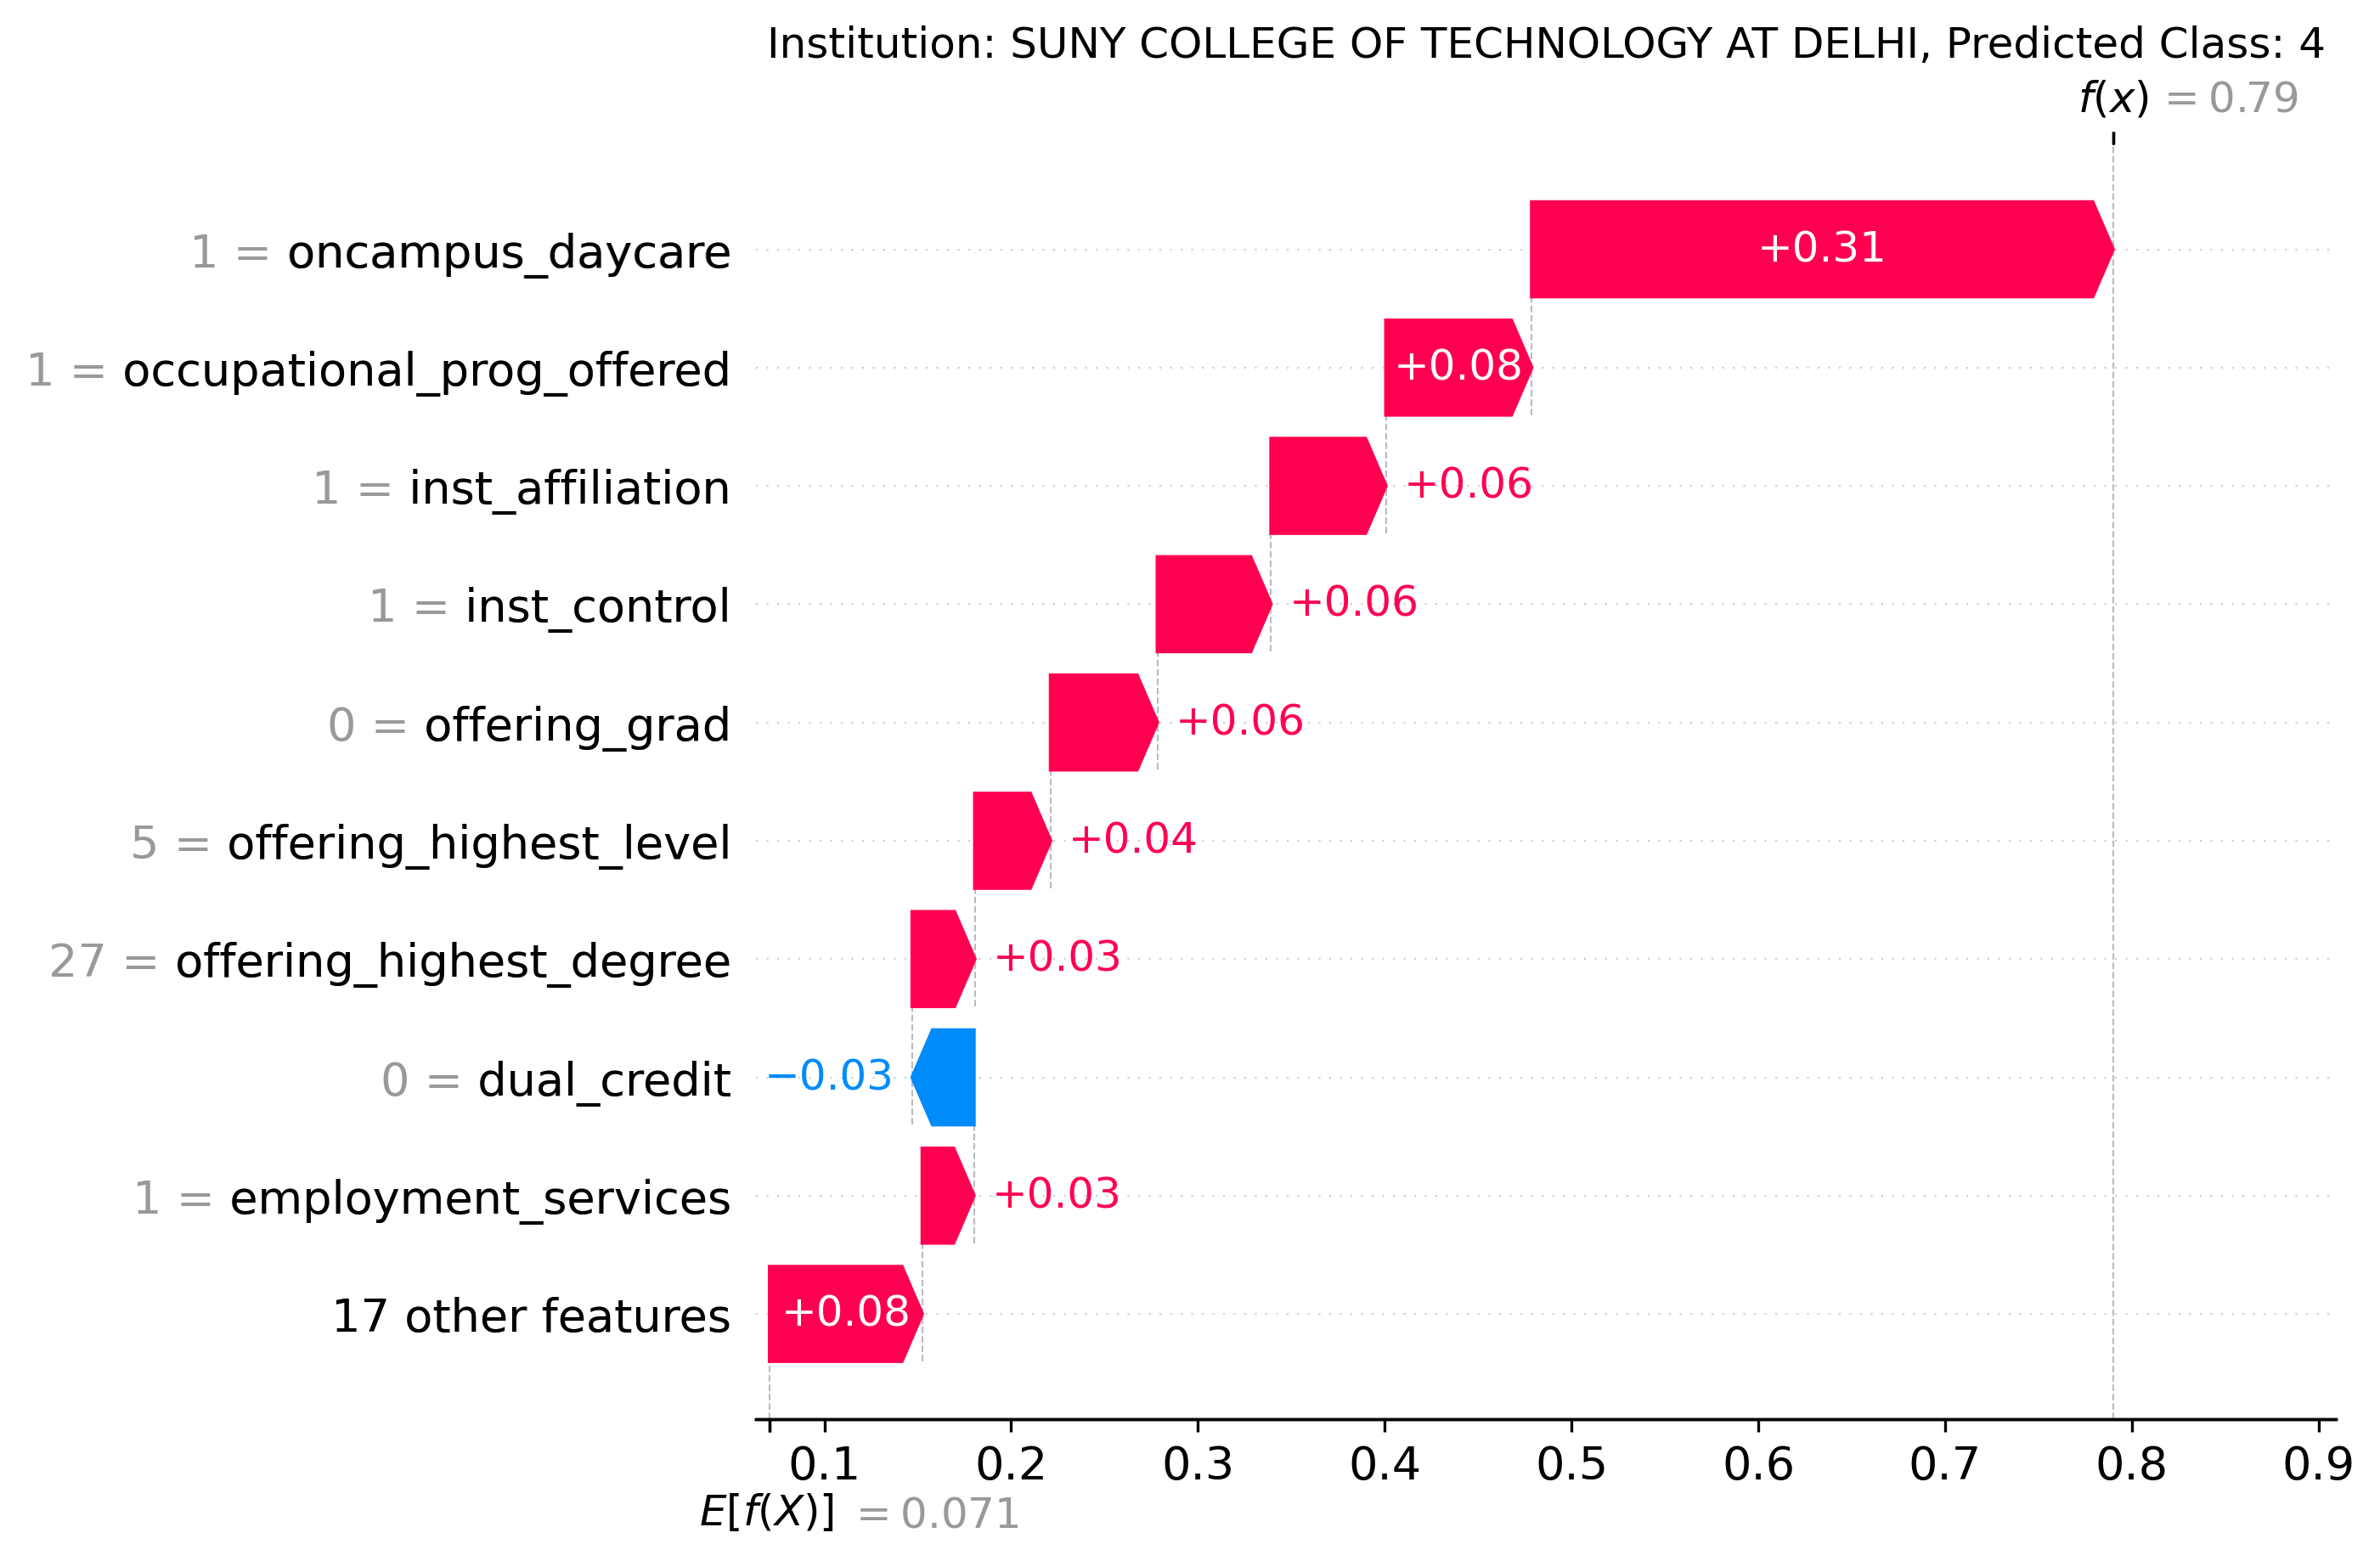 Institution: SUNY COLLEGE OF TECHNOLOGY AT DELHI, Predicted Class: 4
f(x) = 0.79
1 = oncampus_daycare +0.31
1 = occupational_prog_offered +0.08
1 = inst_affiliation +0.06
1 = inst_control +0.06
0 = offering_grad +0.06
5 = offering_highest_level +0.04
27 = offering_highest_degree +0.03
0 = dual_credit −0.03
1 = employment_services +0.03
17 other features +0.08
0.1 0.2 0.3 0.4 0.5 0.6 0.7 0.8 0.9
E[f(X)] = 0.071